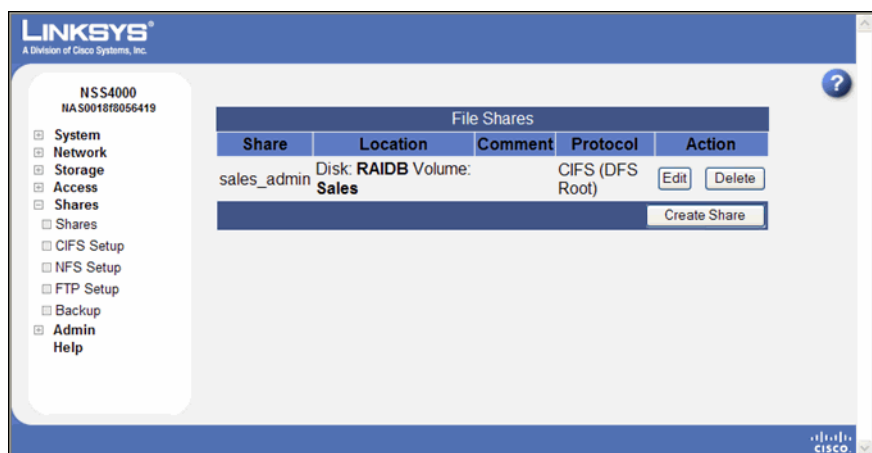 LINKSYS®
A Division of Cisco Systems, Inc.
NSS4000
NAS0018f8056419
System
Network
Storage
Access
Shares
Shares
CIFS Setup
NFS Setup
FTP Setup
Backup
Admin
Help
?
File Shares
Share Location Comment Protocol Action
sales_admin Disk: RAIDB Volume: CIFS (DFS Edit Delete
Sales Root)
Create Share
CISCO.